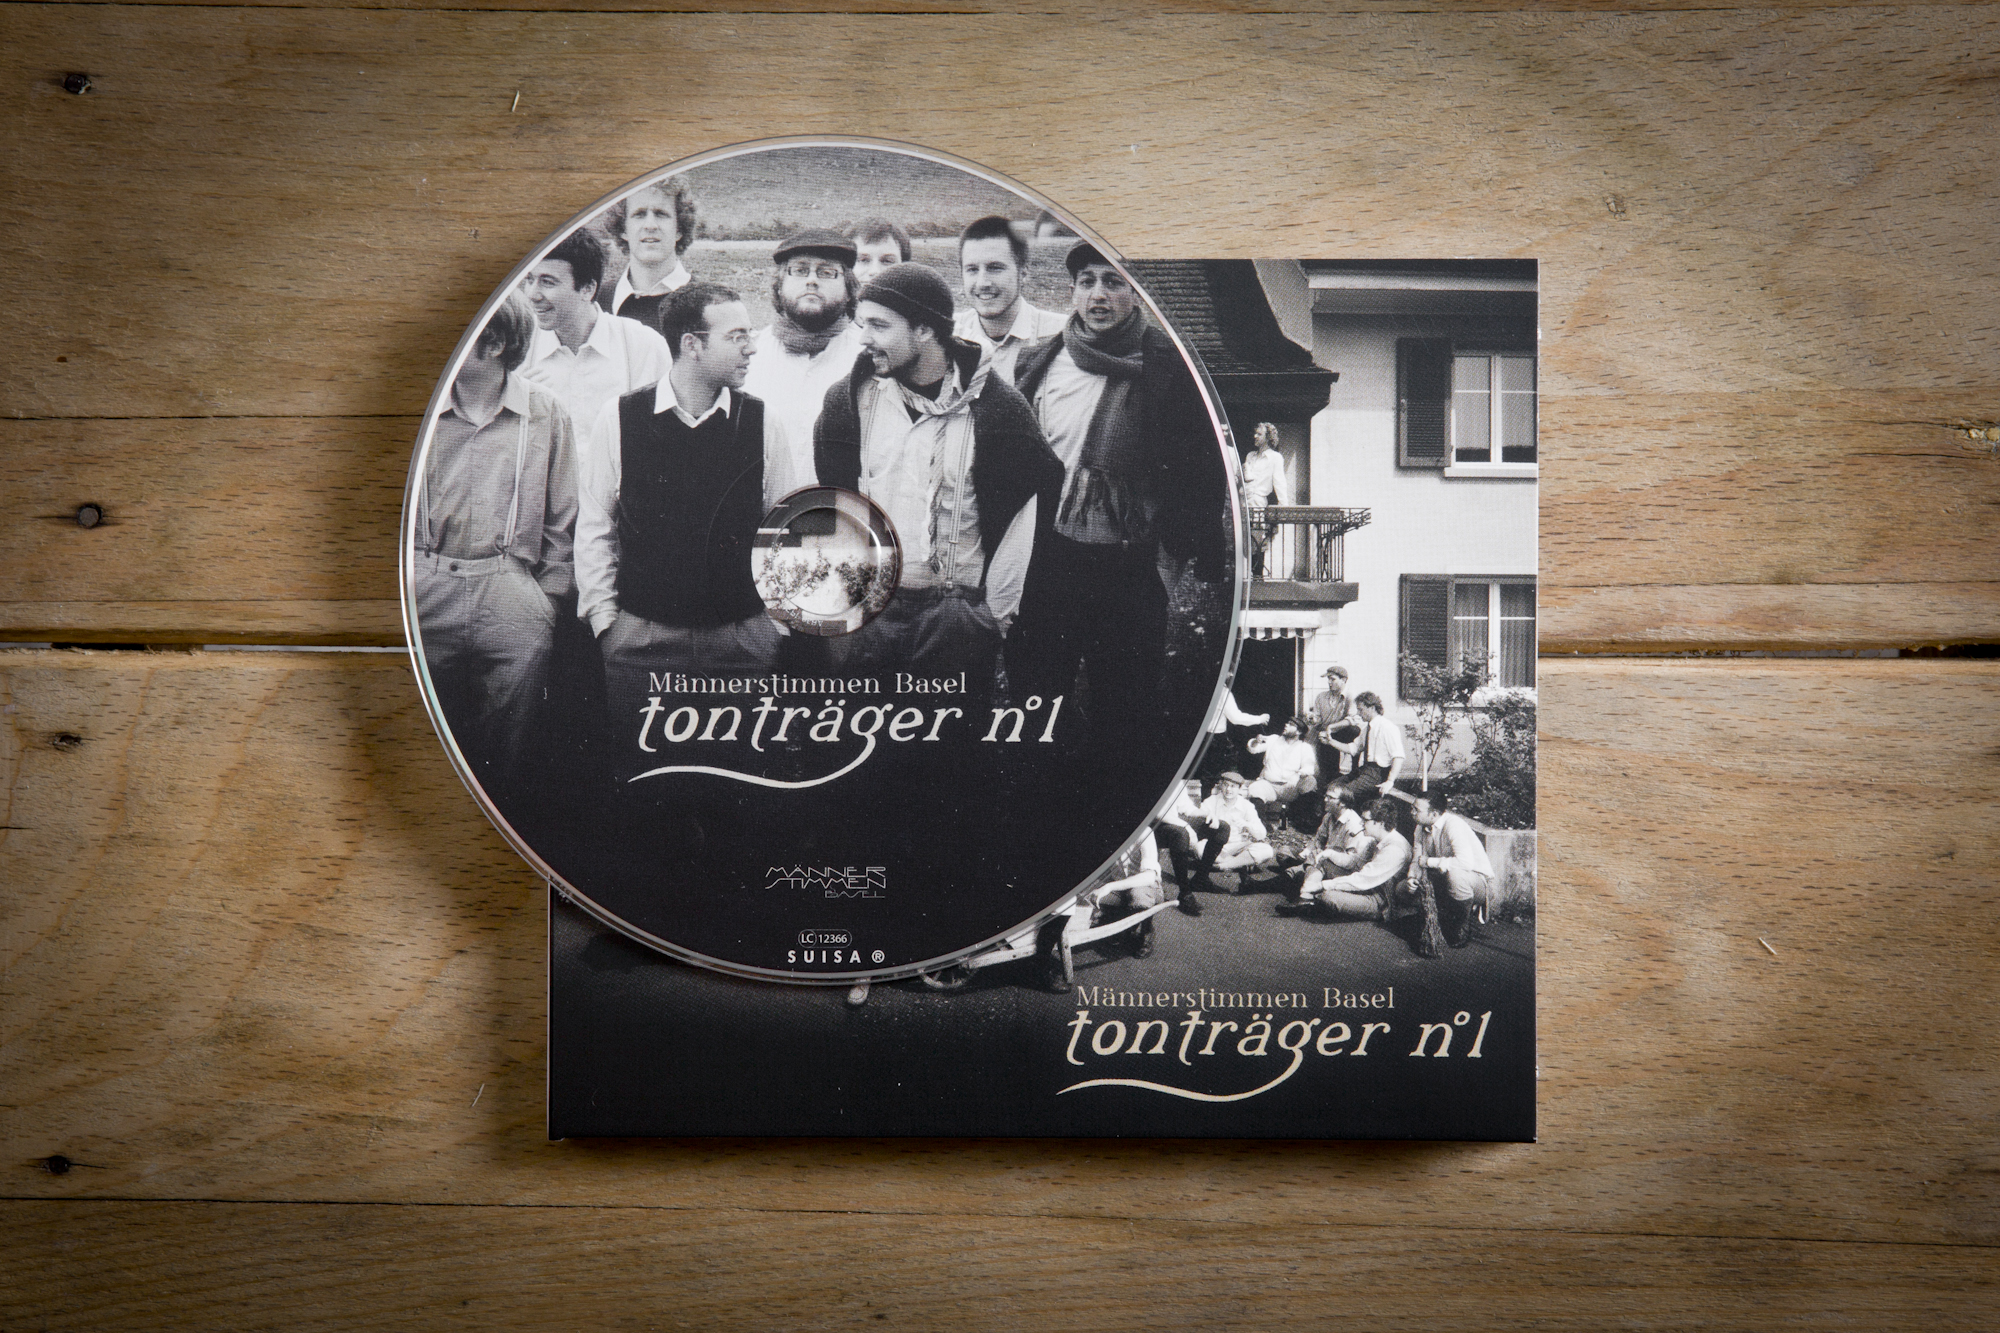 Männerstimmen Basel
tonträger n°1
MÄNNER
STIMMEN
BASEL
LC 12366
SUISA ®
Männerstimmen Basel
tonträger n°1